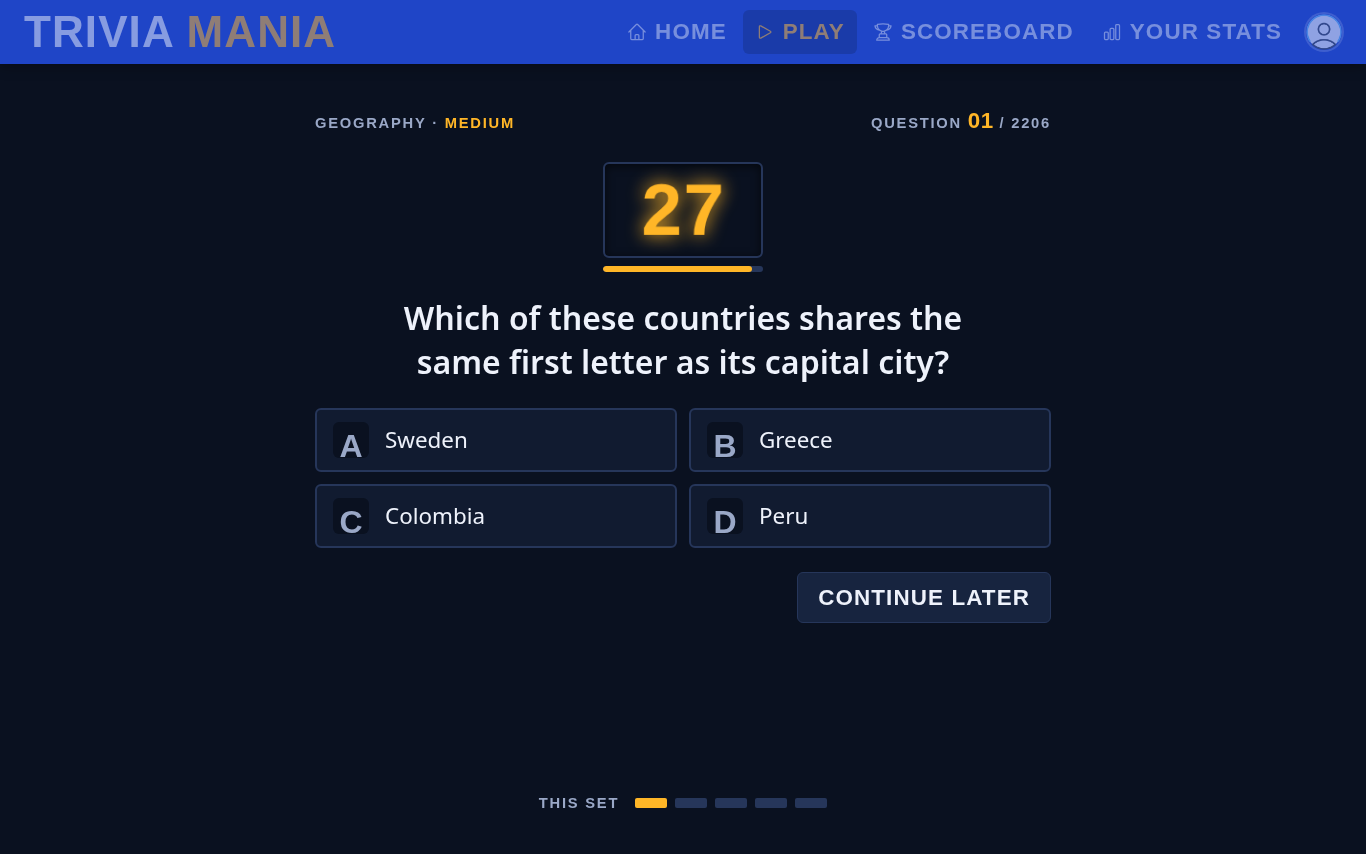 TRIVIA MANIA
HOME
PLAY
SCOREBOARD
YOUR STATS
GEOGRAPHY · MEDIUM
QUESTION 01 / 2206
27
Which of these countries shares the
same first letter as its capital city?
A Sweden
B Greece
C Colombia
D Peru
CONTINUE LATER
THIS SET